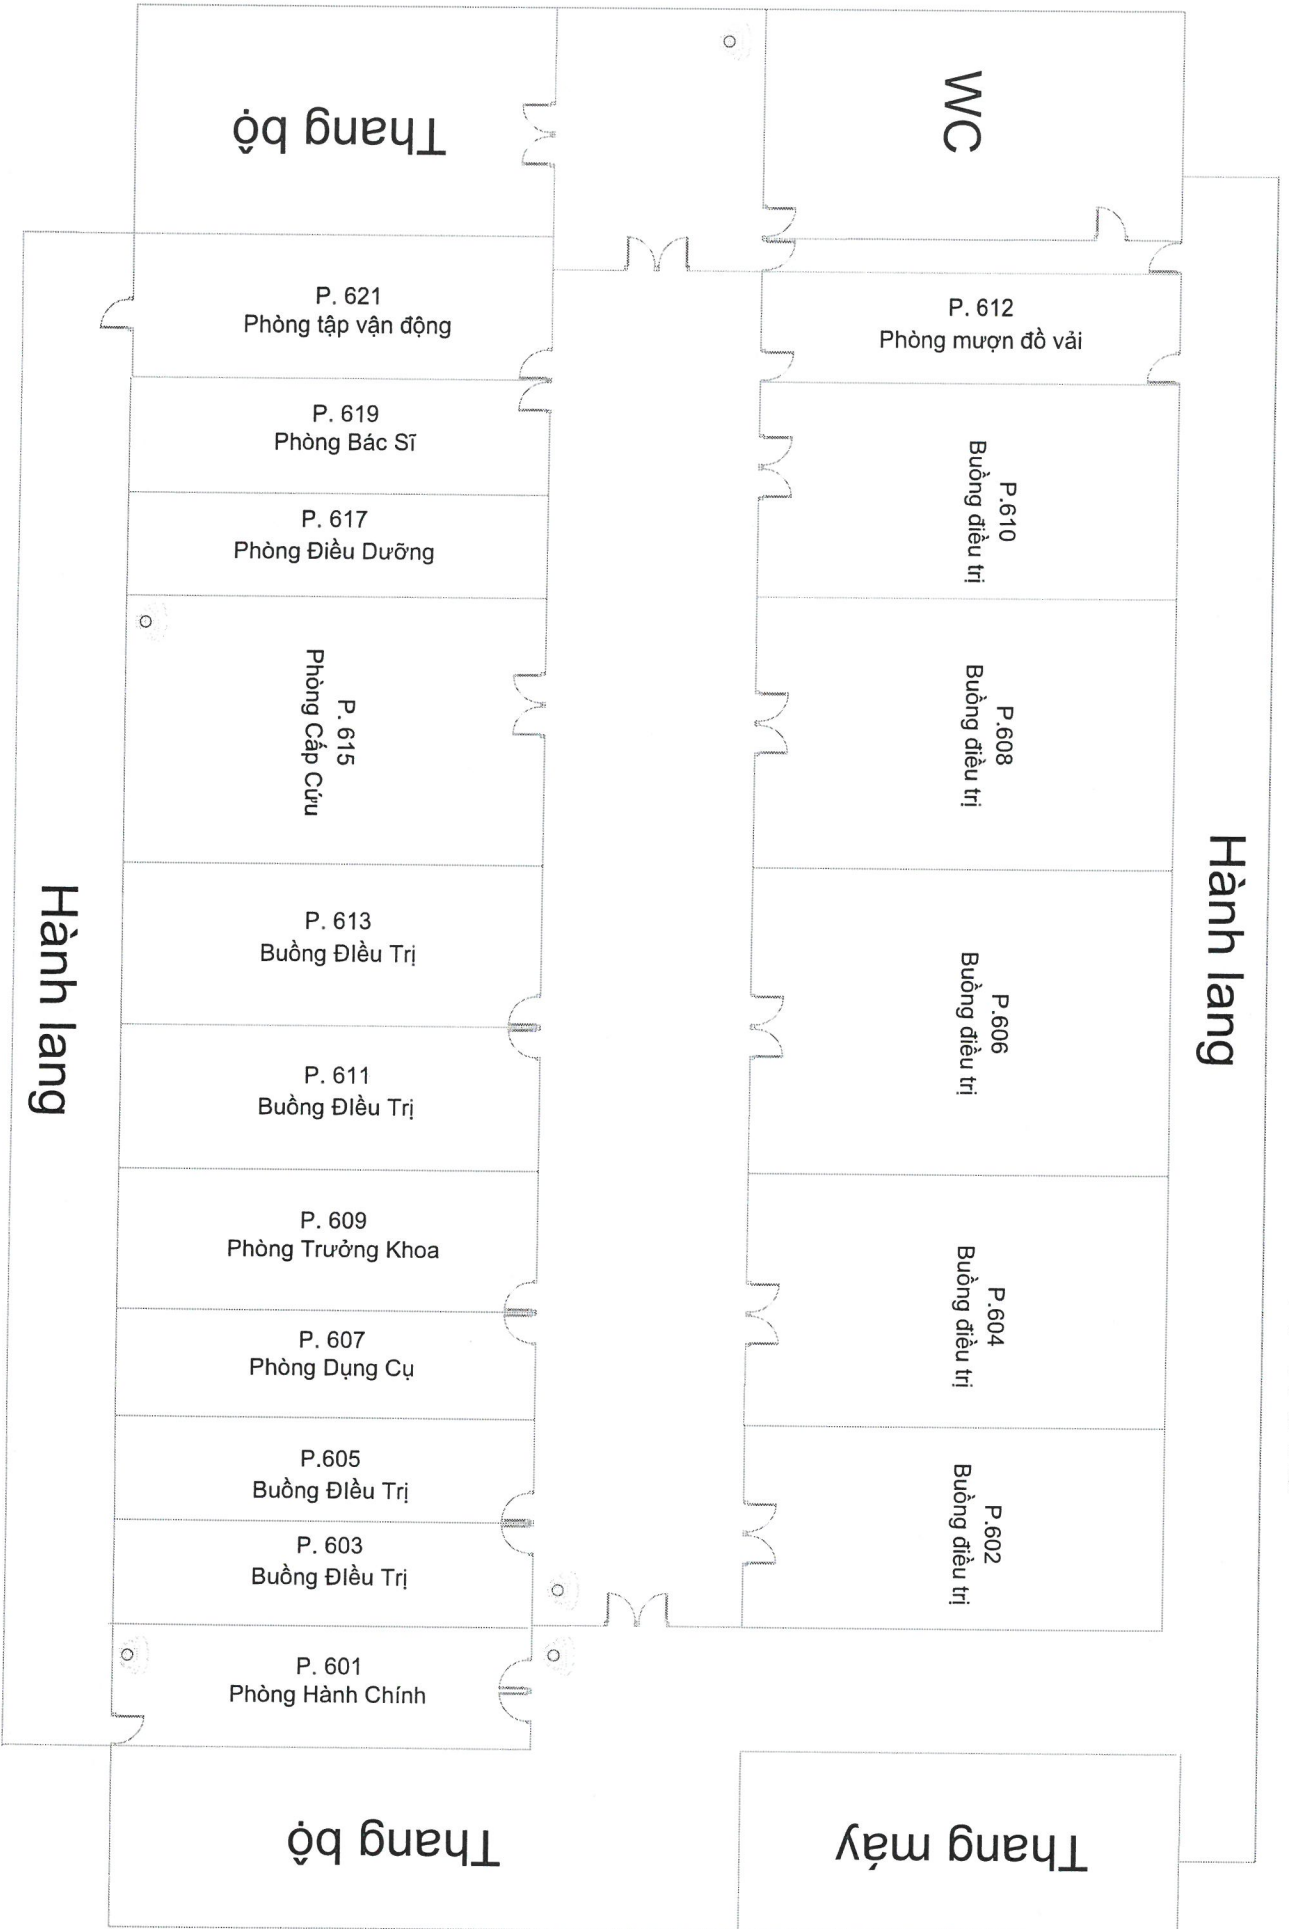 Thang bộ
WC
P. 621
Phòng tập vận động
P. 612
Phòng mượn đồ vải
P. 619
Phòng Bác Sĩ
P.610
Buồng điều trị
P. 617
Phòng Điều Dưỡng
P. 615
Phòng Cấp Cứu
P.608
Buồng điều trị
Hành lang
Hành lang
P. 613
Buồng ĐIều Trị
P.606
Buồng điều trị
P. 611
Buồng ĐIều Trị
P. 609
Phòng Trưởng Khoa
P.604
Buồng điều trị
P. 607
Phòng Dụng Cụ
P.605
Buồng ĐIều Trị
P.602
Buồng điều trị
P. 603
Buồng ĐIều Trị
P. 601
Phòng Hành Chính
Thang bộ
Thang máy